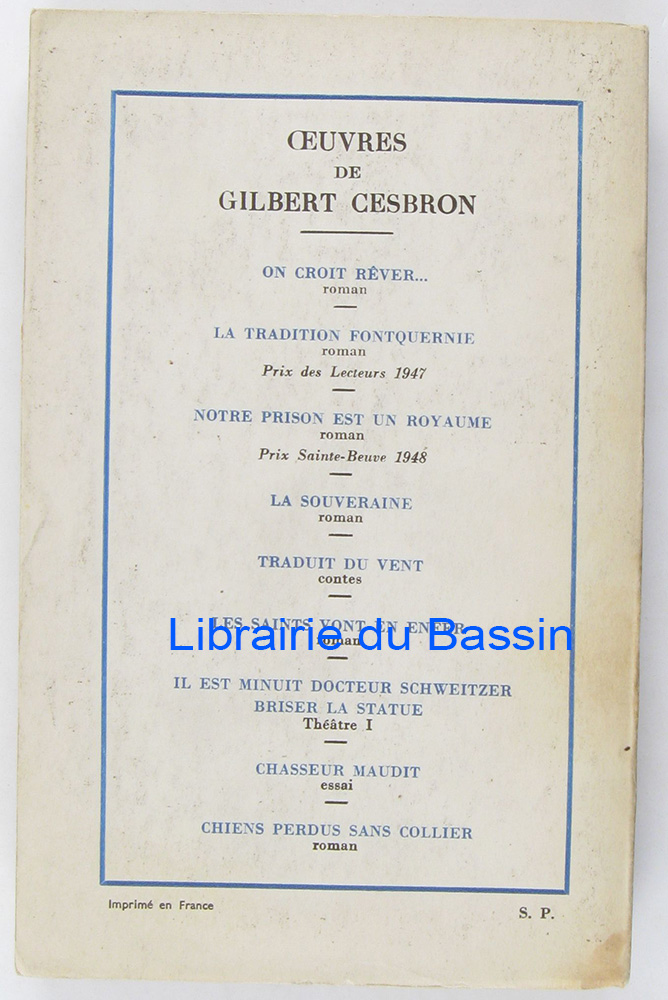 ŒUVRES
DE
GILBERT CESBRON
ON CROIT RÊVER...
roman
LA TRADITION FONTQUERNIE
roman
Prix des Lecteurs 1947
NOTRE PRISON EST UN ROYAUME
roman
Prix Sainte-Beuve 1948
LA SOUVERAINE
roman
TRADUIT DU VENT
contes
LES SAINTS VONT EN ENFER
Librairie du Bassin
roman
IL EST MINUIT DOCTEUR SCHWEITZER
BRISER LA STATUE
Théâtre I
CHASSEUR MAUDIT
essai
CHIENS PERDUS SANS COLLIER
roman
Imprimé en France
S. P.